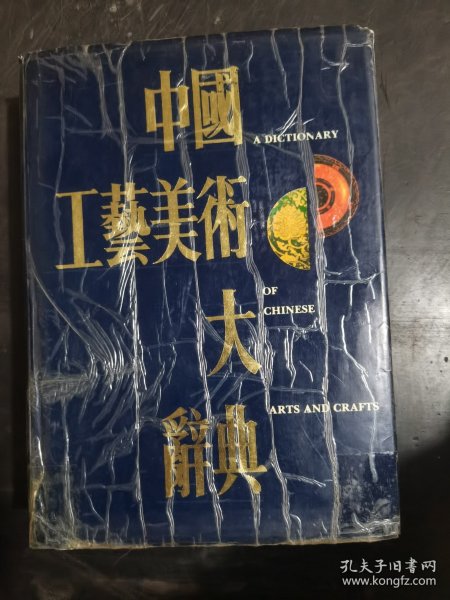 中國
A DICTIONARY
工藝美術
OF
CHINESE
大
ARTS AND CRAFTS
辭典
孔夫子旧书网
www.kongfz.com